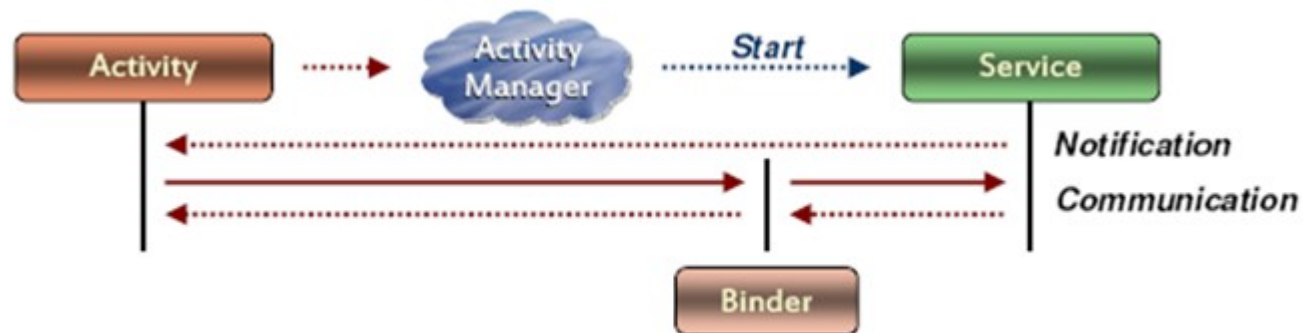 Activity
Activity
Manager
Start
Service
Notification
Communication
Binder